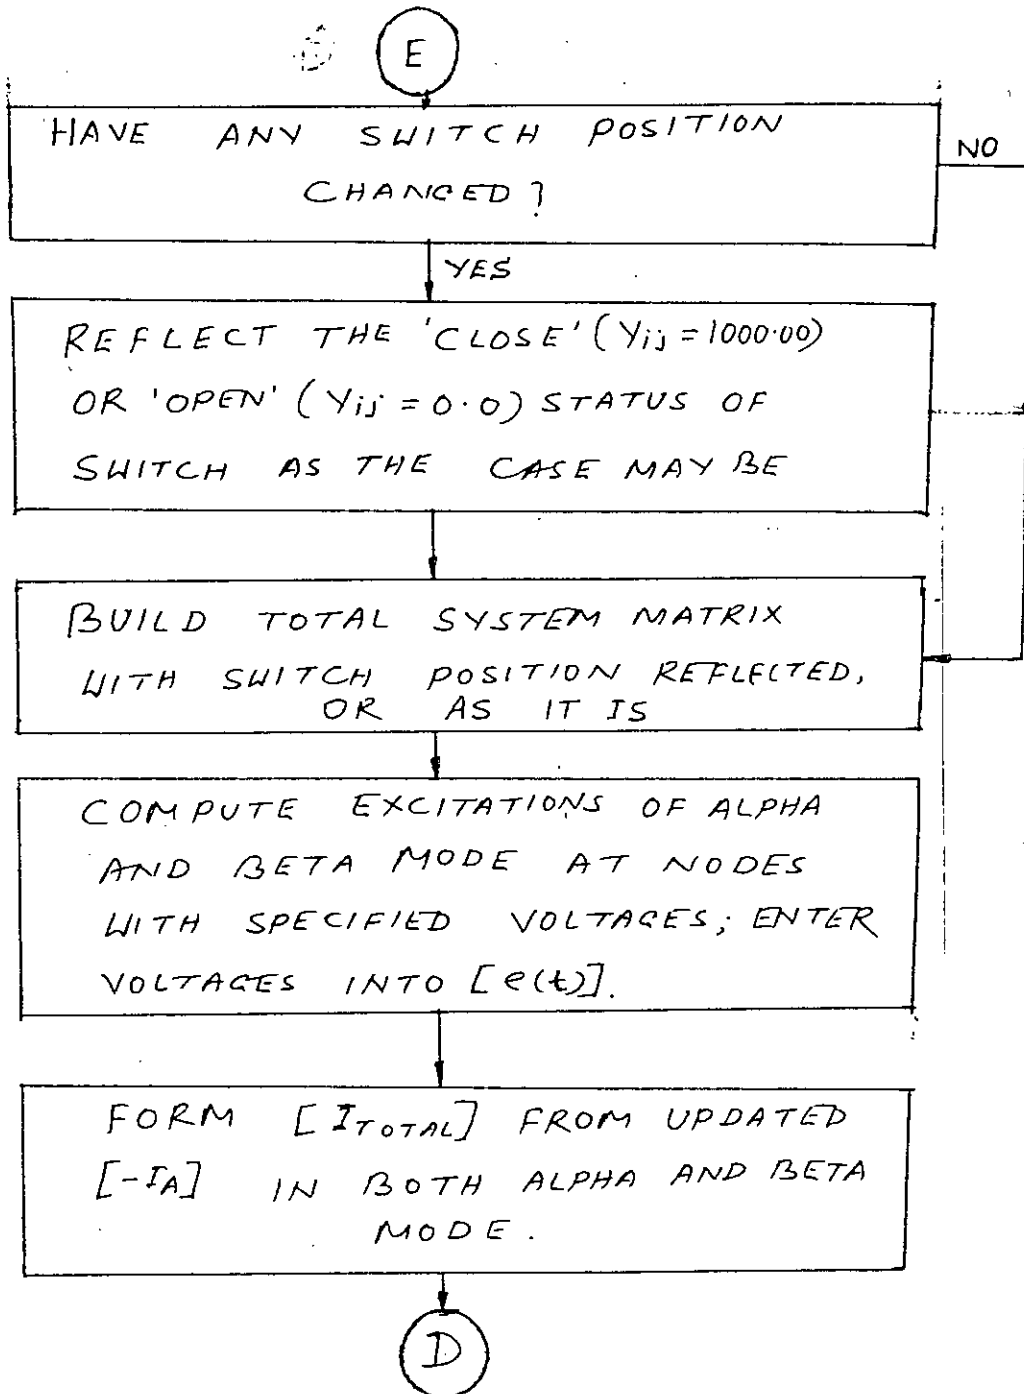 E
HAVE ANY SWITCH POSITION
CHANGED?
NO
YES
REFLECT THE 'CLOSE' (Yij = 1000.00)
OR 'OPEN' (Yij = 0.0) STATUS OF
SWITCH AS THE CASE MAY BE
BUILD TOTAL SYSTEM MATRIX
WITH SWITCH POSITION REFLECTED,
OR AS IT IS
COMPUTE EXCITATIONS OF ALPHA
AND BETA MODE AT NODES
WITH SPECIFIED VOLTAGES; ENTER
VOLTAGES INTO [e(t)].
FORM [ITOTAL] FROM UPDATED
[-IA] IN BOTH ALPHA AND BETA
MODE.
D